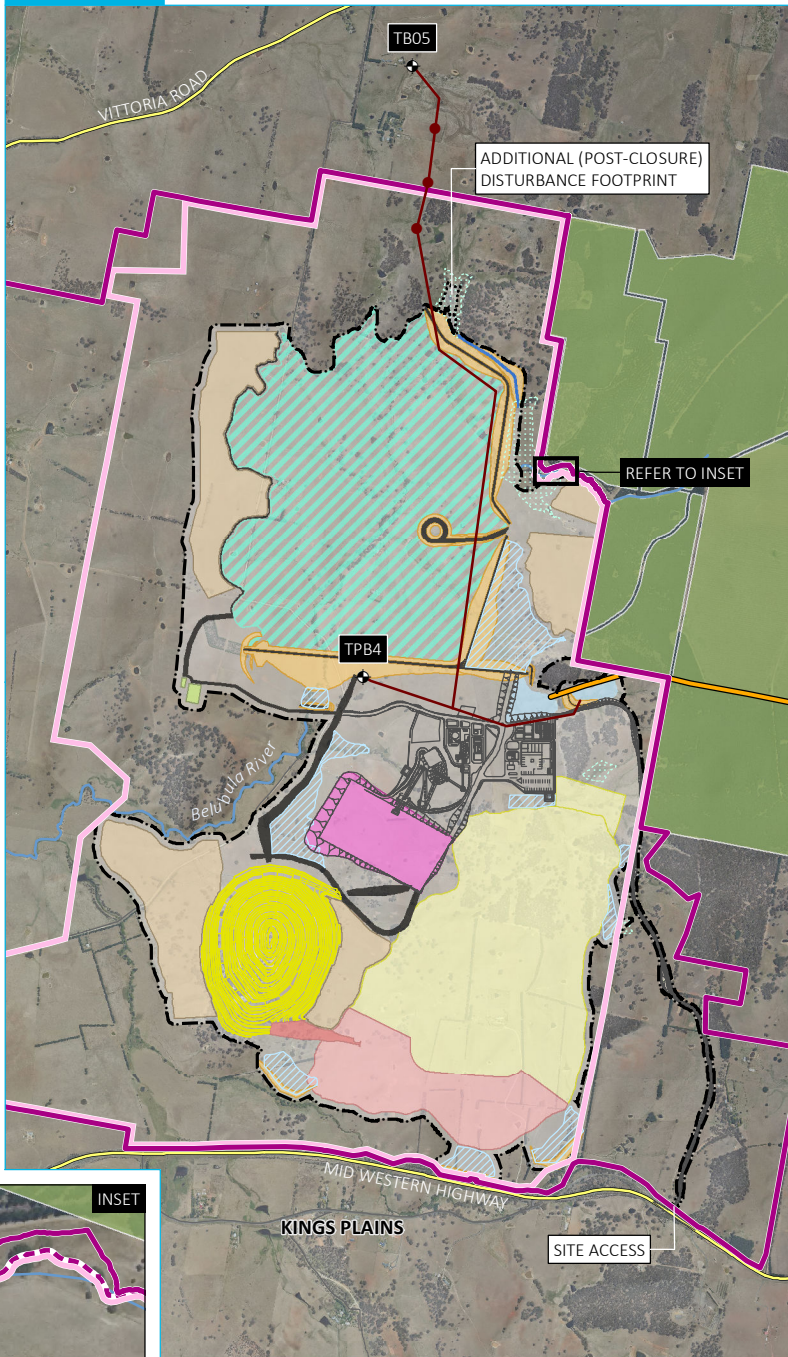 TB05
VITTORIA ROAD
ADDITIONAL (POST-CLOSURE)
DISTURBANCE FOOTPRINT
REFER TO INSET
TPB4
Belubula River
INSET
MID WESTERN HIGHWAY
KINGS PLAINS
SITE ACCESS